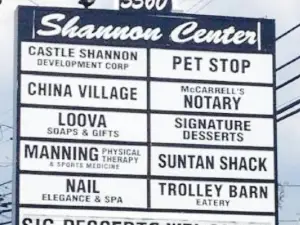 3300
Shannon Center
CASTLE SHANNON
DEVELOPMENT CORP
PET STOP
CHINA VILLAGE
McCARRELL'S
NOTARY
LOOVA
SOAPS & GIFTS
SIGNATURE
DESSERTS
MANNING PHYSICAL THERAPY
& SPORTS MEDICINE
SUNTAN SHACK
NAIL
ELEGANCE & SPA
TROLLEY BARN
EATERY